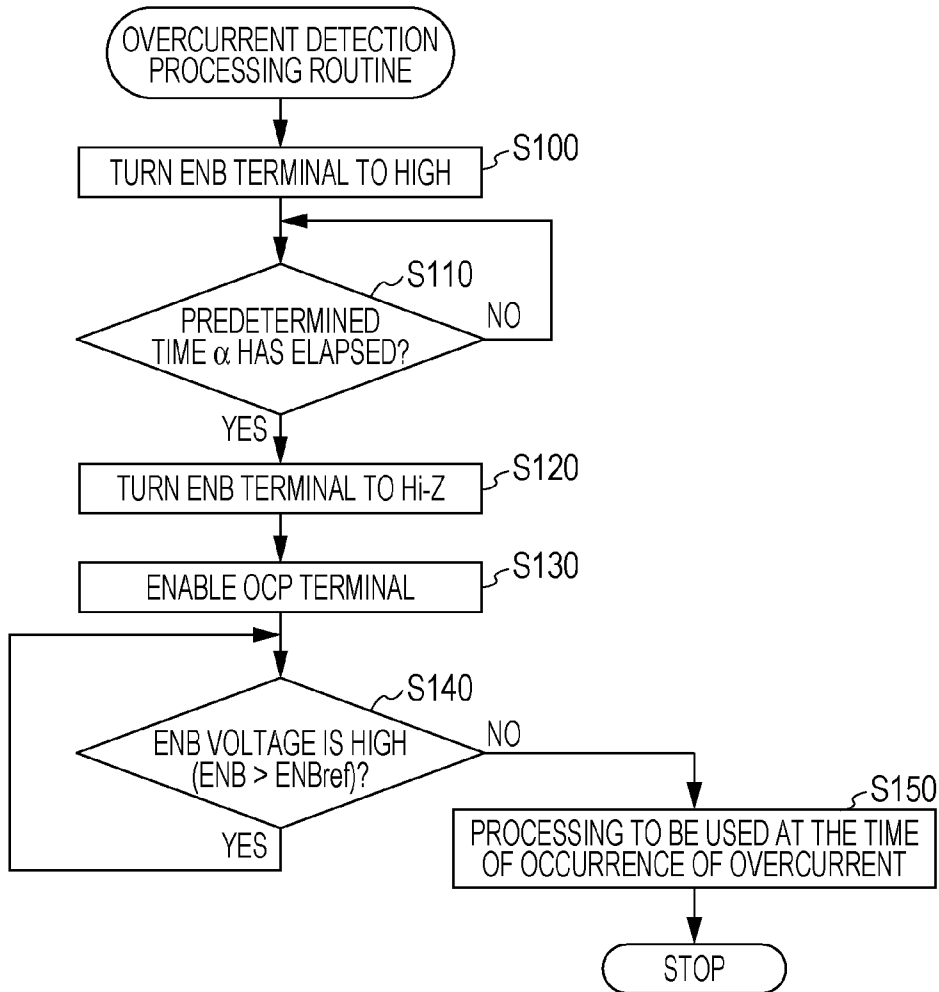 OVERCURRENT DETECTION
PROCESSING ROUTINE
S100
TURN ENB TERMINAL TO HIGH
S110
PREDETERMINED
TIME α HAS ELAPSED?
NO
YES
S120
TURN ENB TERMINAL TO Hi-Z
S130
ENABLE OCP TERMINAL
S140
ENB VOLTAGE IS HIGH
(ENB > ENBref)?
NO
YES
S150
PROCESSING TO BE USED AT THE TIME
OF OCCURRENCE OF OVERCURRENT
STOP